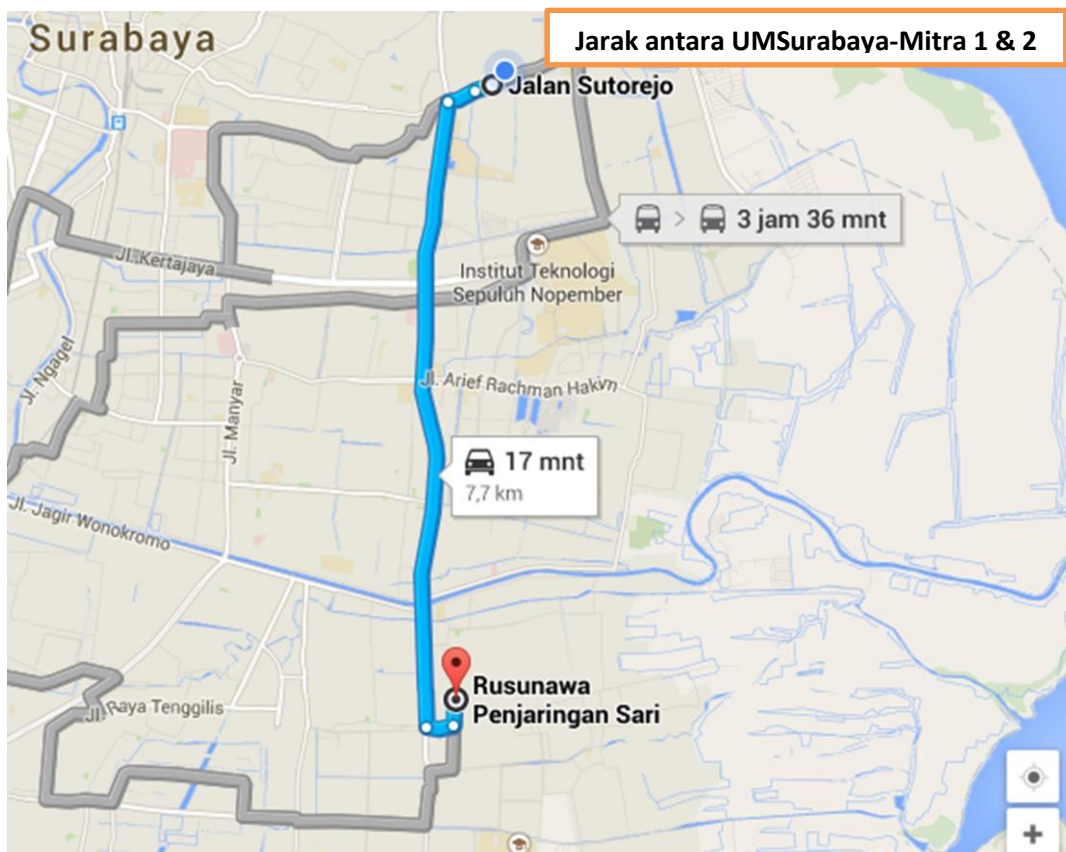 Surabaya
Jarak antara UMSurabaya-Mitra 1 & 2
Jalan Sutorejo
> 3 jam 36 mnt
Jl. Kertajaya
Institut Teknologi
Sepuluh Nopember
Jl. Ngagel
Jl. Manyar
Jl. Arief Rachman Hakim
17 mnt
7,7 km
Jl. Jagir Wonokromo
Rusunawa
Penjaringan Sari
Jl. Raya Tenggilis
+